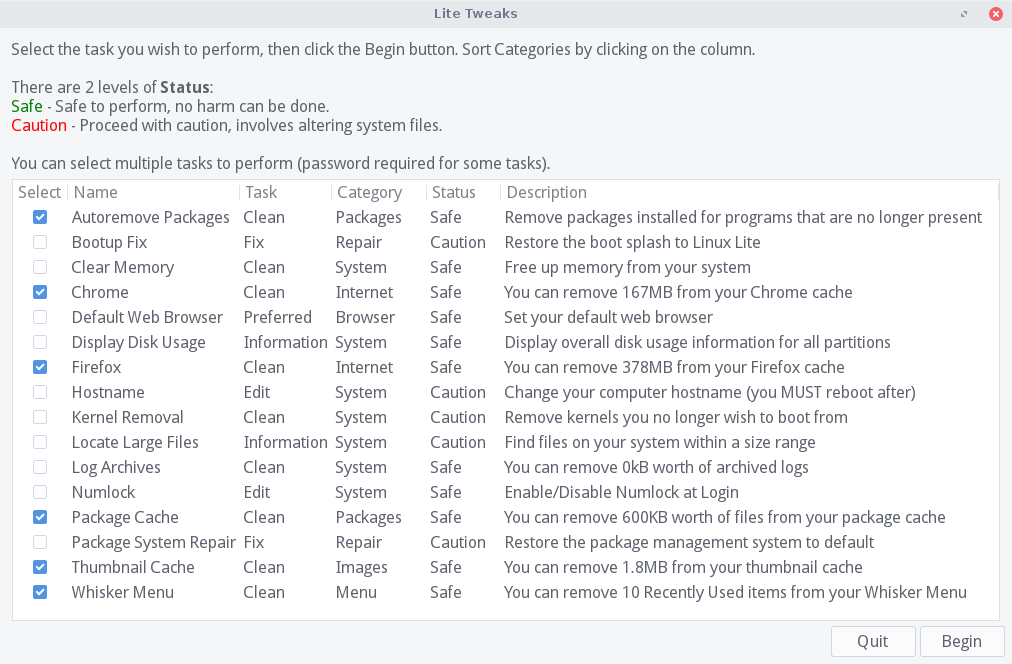 Lite Tweaks
Select the task you wish to perform, then click the Begin button. Sort Categories by clicking on the column.
There are 2 levels of Status:
Safe - Safe to perform, no harm can be done.
Caution - Proceed with caution, involves altering system files.
You can select multiple tasks to perform (password required for some tasks).
Select Name Task Category Status Description
Autoremove Packages Clean Packages Safe Remove packages installed for programs that are no longer present
Bootup Fix Fix Repair Caution Restore the boot splash to Linux Lite
Clear Memory Clean System Safe Free up memory from your system
Chrome Clean Internet Safe You can remove 167MB from your Chrome cache
Default Web Browser Preferred Browser Safe Set your default web browser
Display Disk Usage Information System Safe Display overall disk usage information for all partitions
Firefox Clean Internet Safe You can remove 378MB from your Firefox cache
Hostname Edit System Caution Change your computer hostname (you MUST reboot after)
Kernel Removal Clean System Caution Remove kernels you no longer wish to boot from
Locate Large Files Information System Caution Find files on your system within a size range
Log Archives Clean System Safe You can remove 0kB worth of archived logs
Numlock Edit System Safe Enable/Disable Numlock at Login
Package Cache Clean Packages Safe You can remove 600KB worth of files from your package cache
Package System Repair Fix Repair Caution Restore the package management system to default
Thumbnail Cache Clean Images Safe You can remove 1.8MB from your thumbnail cache
Whisker Menu Clean Menu Safe You can remove 10 Recently Used items from your Whisker Menu
Quit Begin